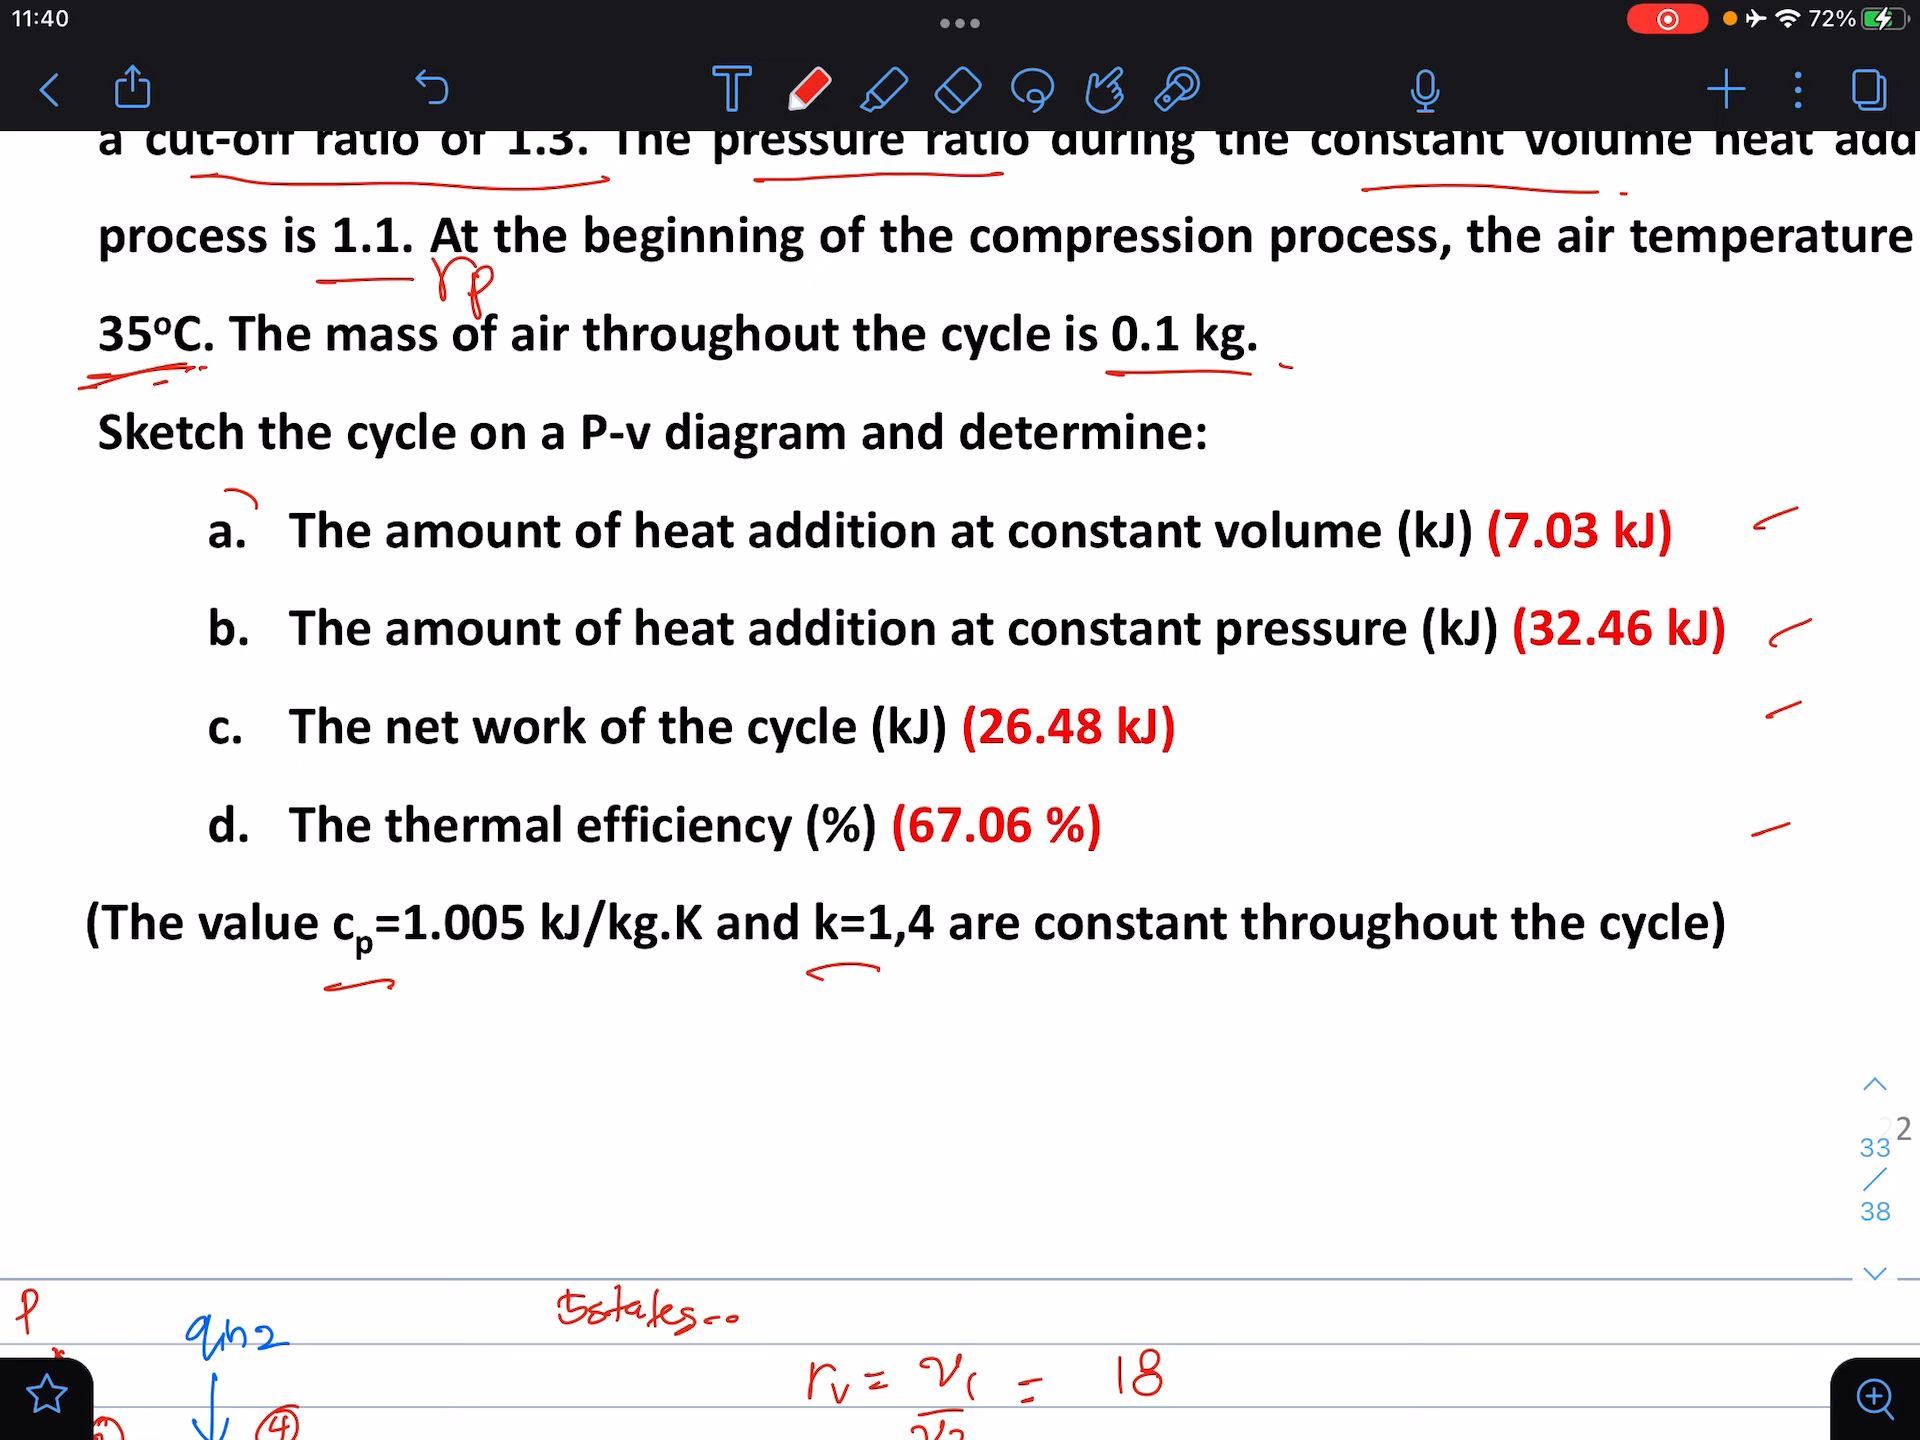 11:40
72%
a cut-off ratio of 1.3. The pressure ratio during the constant volume heat add
process is 1.1. At the beginning of the compression process, the air temperature
rp
35°C. The mass of air throughout the cycle is 0.1 kg.
Sketch the cycle on a P-v diagram and determine:
a. The amount of heat addition at constant volume (kJ) (7.03 kJ)
b. The amount of heat addition at constant pressure (kJ) (32.46 kJ)
c. The net work of the cycle (kJ) (26.48 kJ)
d. The thermal efficiency (%) (67.06 %)
(The value cp=1.005 kJ/kg.K and k=1,4 are constant throughout the cycle)
22
33
/
38
P
qin2
5states..
rv = v1 = 18
v2
4